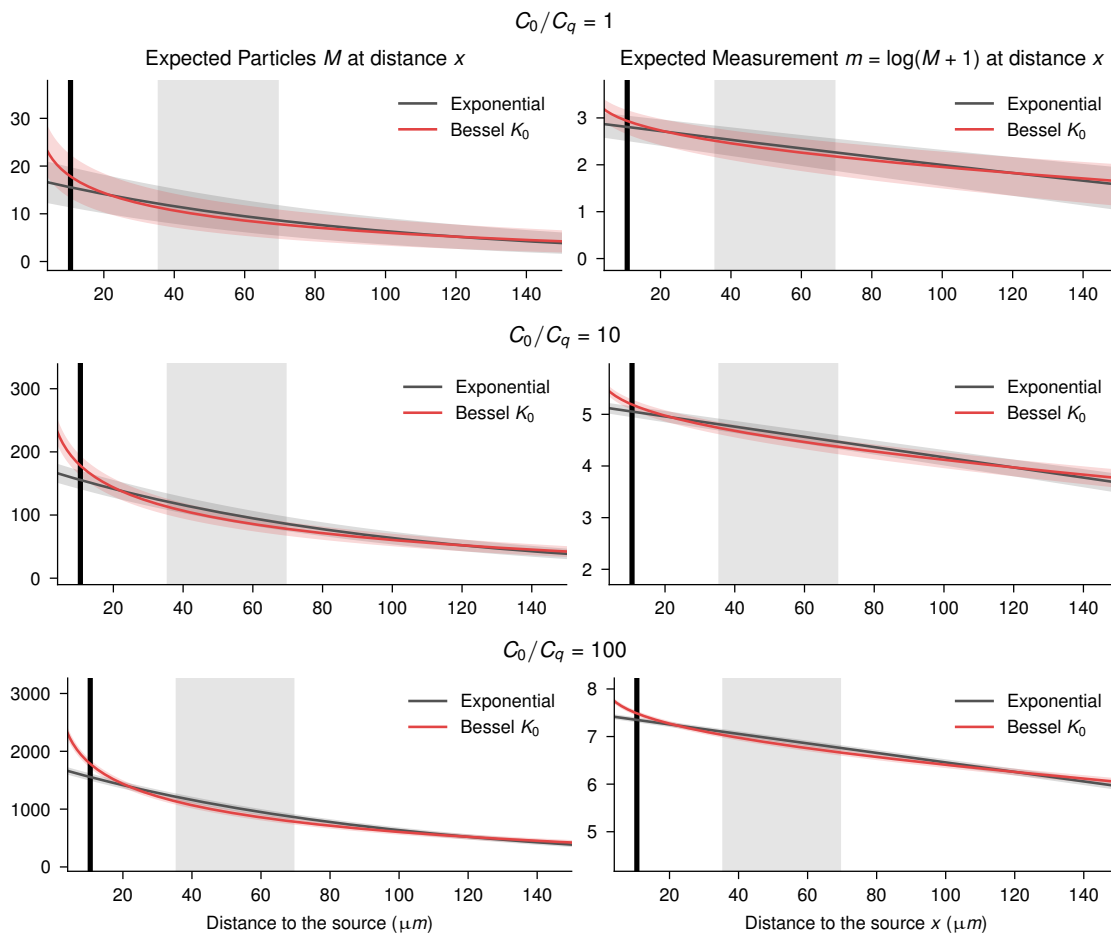 C₀/C_q = 1
Expected Particles M at distance x
Expected Measurement m = log(M + 1) at distance x
30
20
10
0
Exponential
Bessel K₀
20 40 60 80 100 120 140
3
2
1
0
Exponential
Bessel K₀
20 40 60 80 100 120 140
C₀/C_q = 10
300
200
100
0
Exponential
Bessel K₀
20 40 60 80 100 120 140
5
4
3
2
Exponential
Bessel K₀
20 40 60 80 100 120 140
C₀/C_q = 100
3000
2000
1000
0
Exponential
Bessel K₀
20 40 60 80 100 120 140
Distance to the source (μm)
8
7
6
5
Exponential
Bessel K₀
20 40 60 80 100 120 140
Distance to the source x (μm)